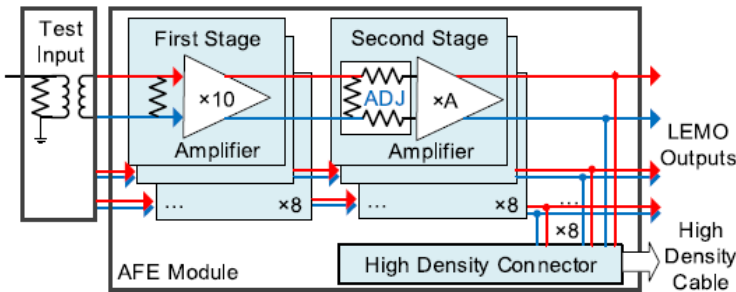 Test
Input
First Stage
×10
Amplifier
... ×8
Second Stage
ADJ
×A
Amplifier
... ×8
...
×8
LEMO
Outputs
High Density Connector
High
Density
Cable
AFE Module